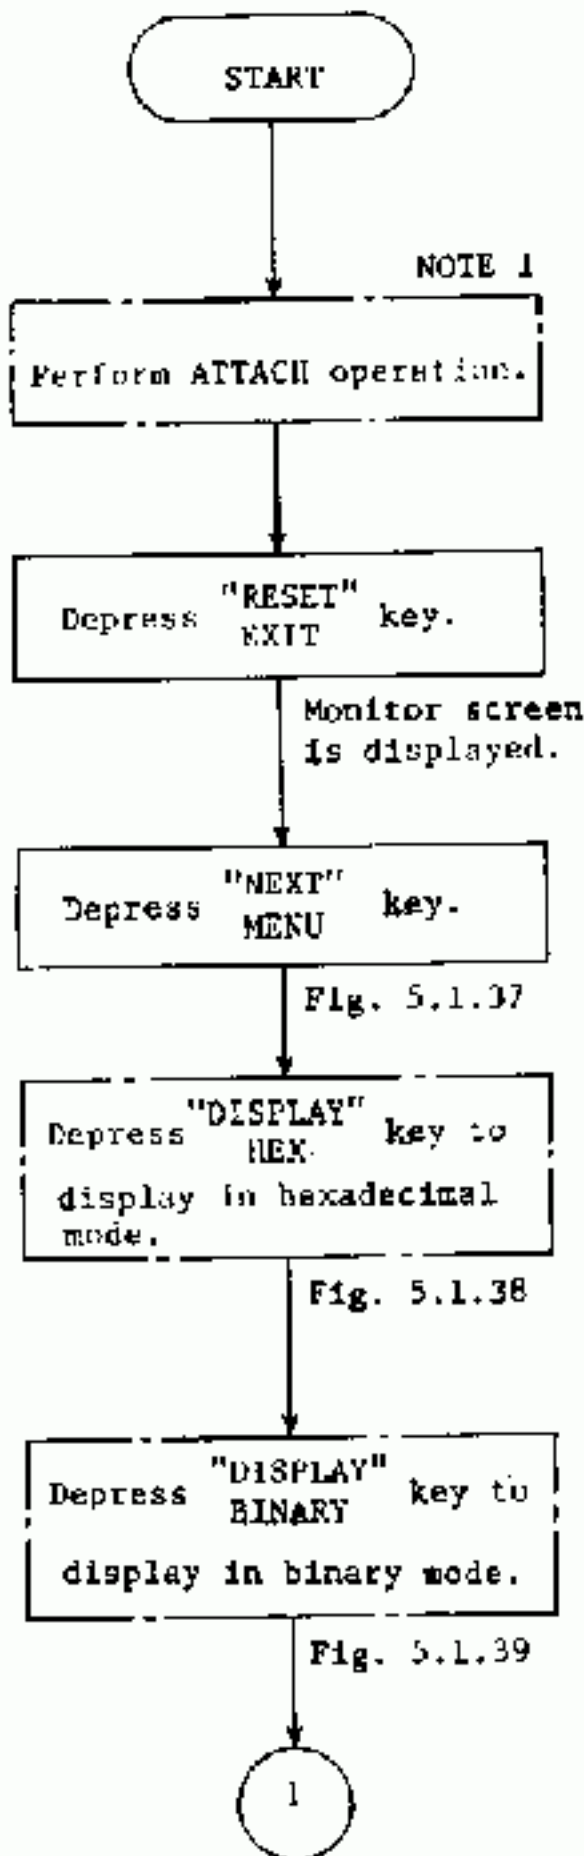 START
NOTE 1
Perform ATTACH operation.
"RESET"
Depress key.
EXIT
Monitor screen
is displayed.
"NEXT"
Depress key.
MENU
Fig. 5.1.37
"DISPLAY"
Depress key to
HEX
display in hexadecimal
mode.
Fig. 5.1.38
"DISPLAY"
Depress key to
BINARY
display in binary mode.
Fig. 5.1.39
1